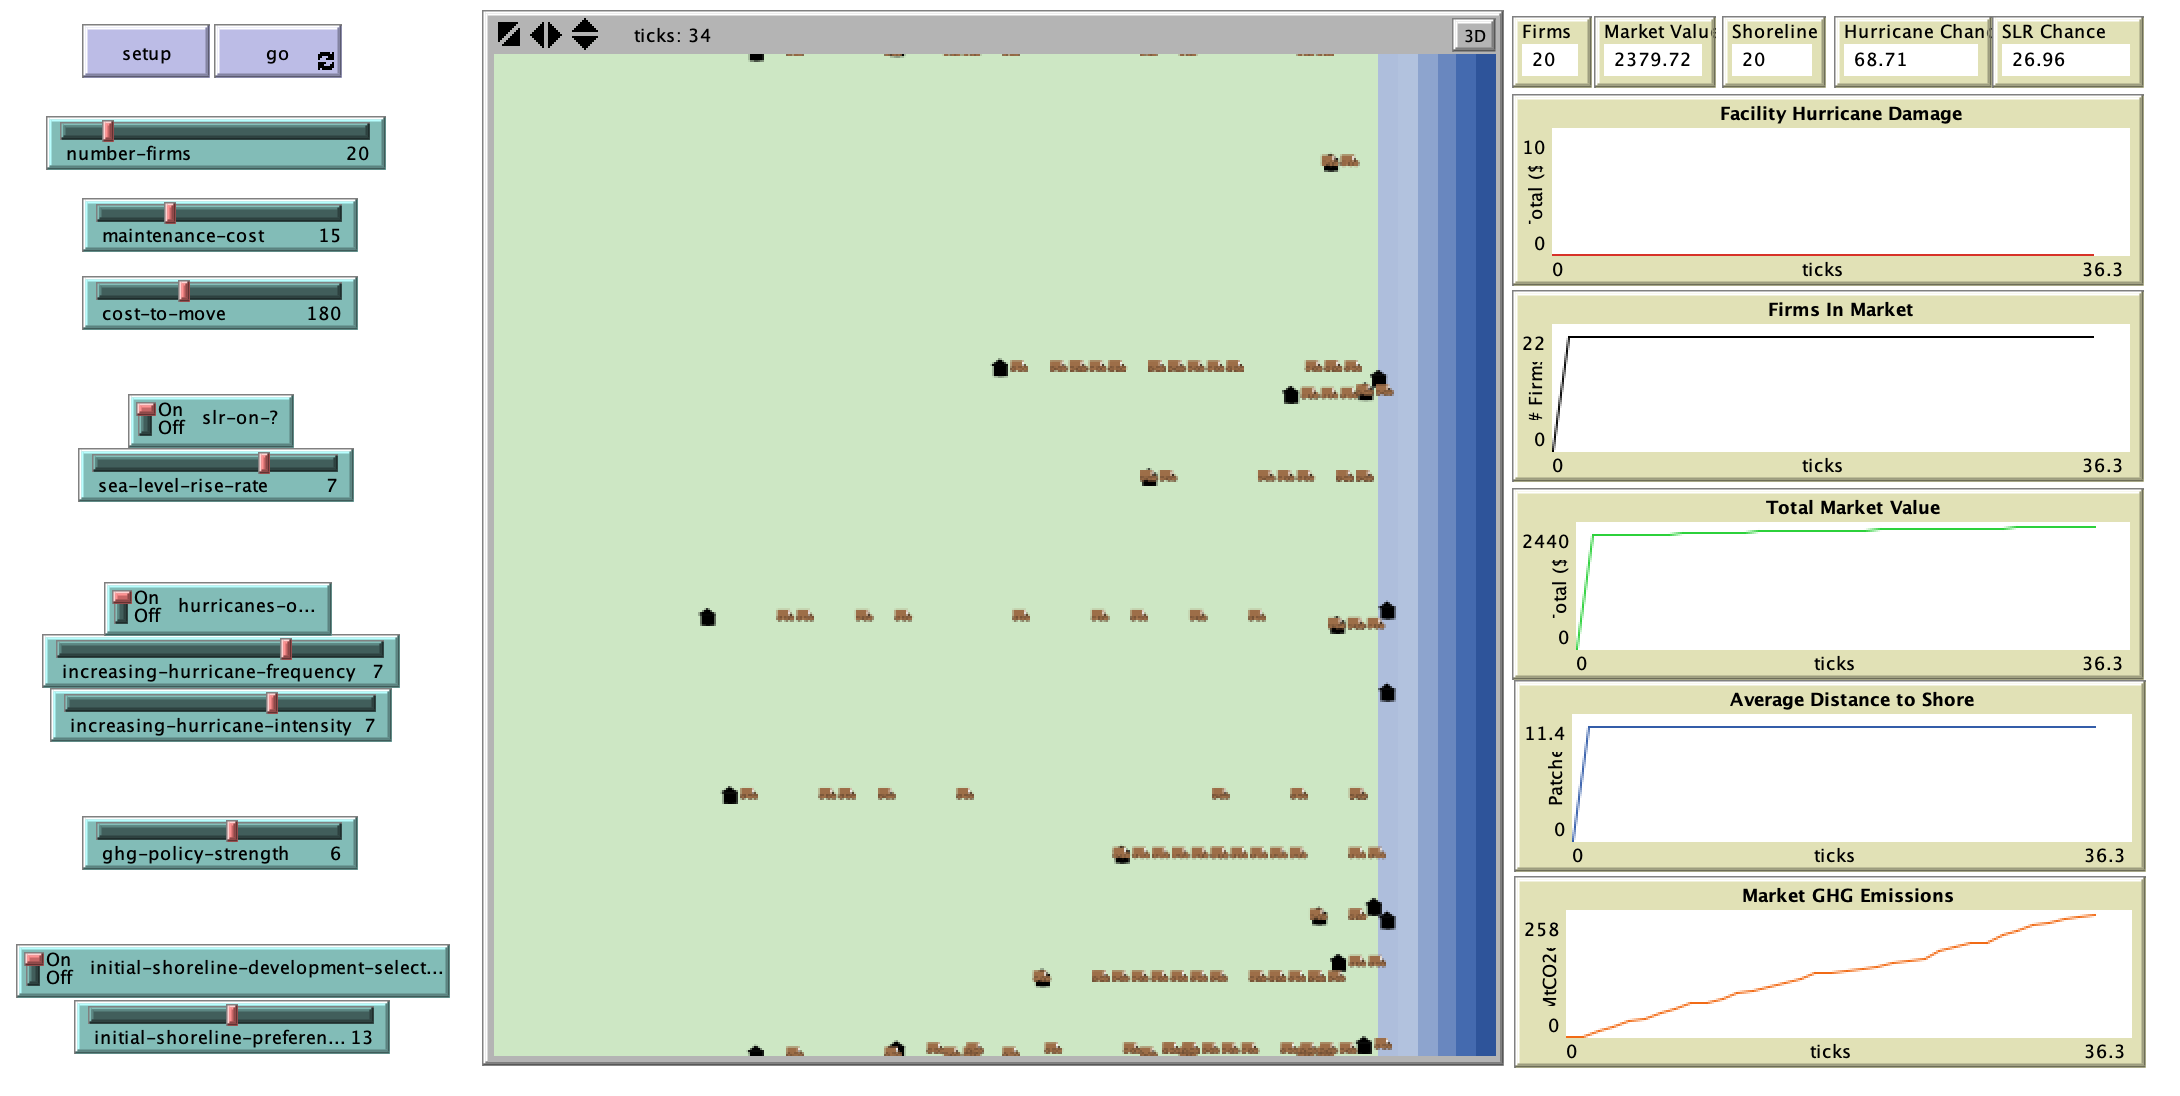 setup
go
number-firms 20
maintenance-cost 15
cost-to-move 180
On
Off
slr-on-?
sea-level-rise-rate 7
On
Off
hurricanes-o...
increasing-hurricane-frequency 7
increasing-hurricane-intensity 7
ghg-policy-strength 6
On
Off
initial-shoreline-development-select...
initial-shoreline-preferen... 13
ticks: 34
3D
Firms
20
Market Valu
2379.72
Shoreline
20
Hurricane Chan
68.71
SLR Chance
26.96
Facility Hurricane Damage
10
otal ($
0
0
ticks
36.3
Firms In Market
22
# Firms
0
0
ticks
36.3
Total Market Value
2440
otal ($
0
0
ticks
36.3
Average Distance to Shore
11.4
Patche
0
0
ticks
36.3
Market GHG Emissions
258
MtCO2e
0
0
ticks
36.3